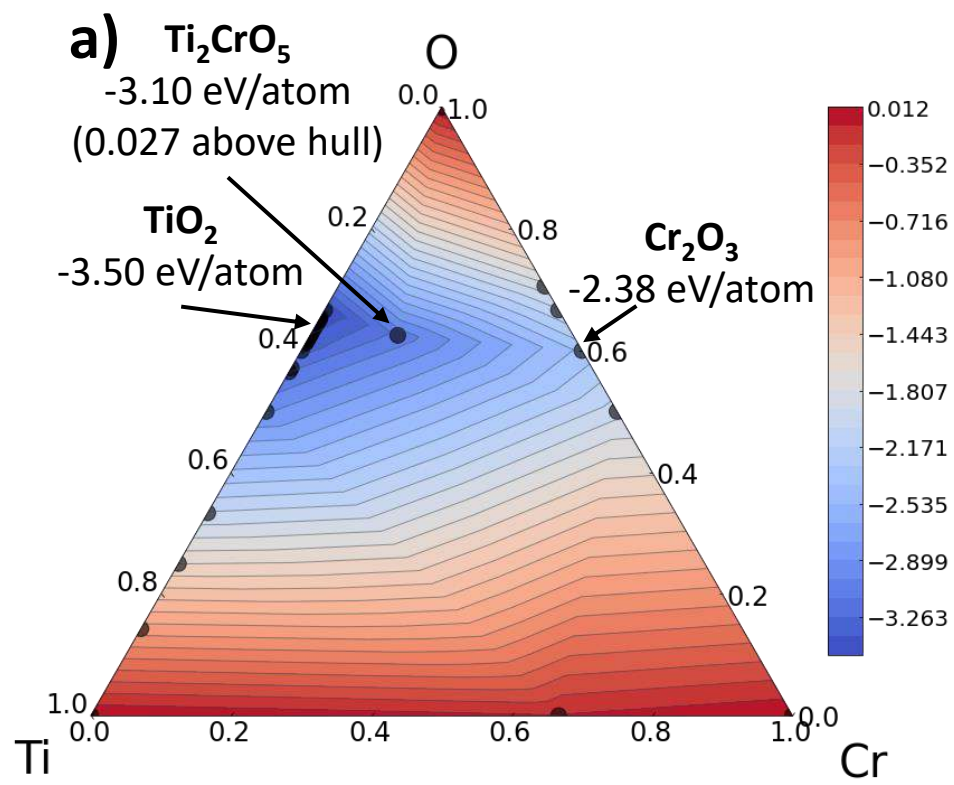 a)
Ti₂CrO₅
-3.10 eV/atom
(0.027 above hull)
TiO₂
-3.50 eV/atom
Cr₂O₃
-2.38 eV/atom
O
0.0 1.0
0.2 0.8
0.4 0.6
0.6 0.4
0.8 0.2
1.0 0.0
0.0 0.2 0.4 0.6 0.8 1.0
Ti Cr
0.012
−0.352
−0.716
−1.080
−1.443
−1.807
−2.171
−2.535
−2.899
−3.263